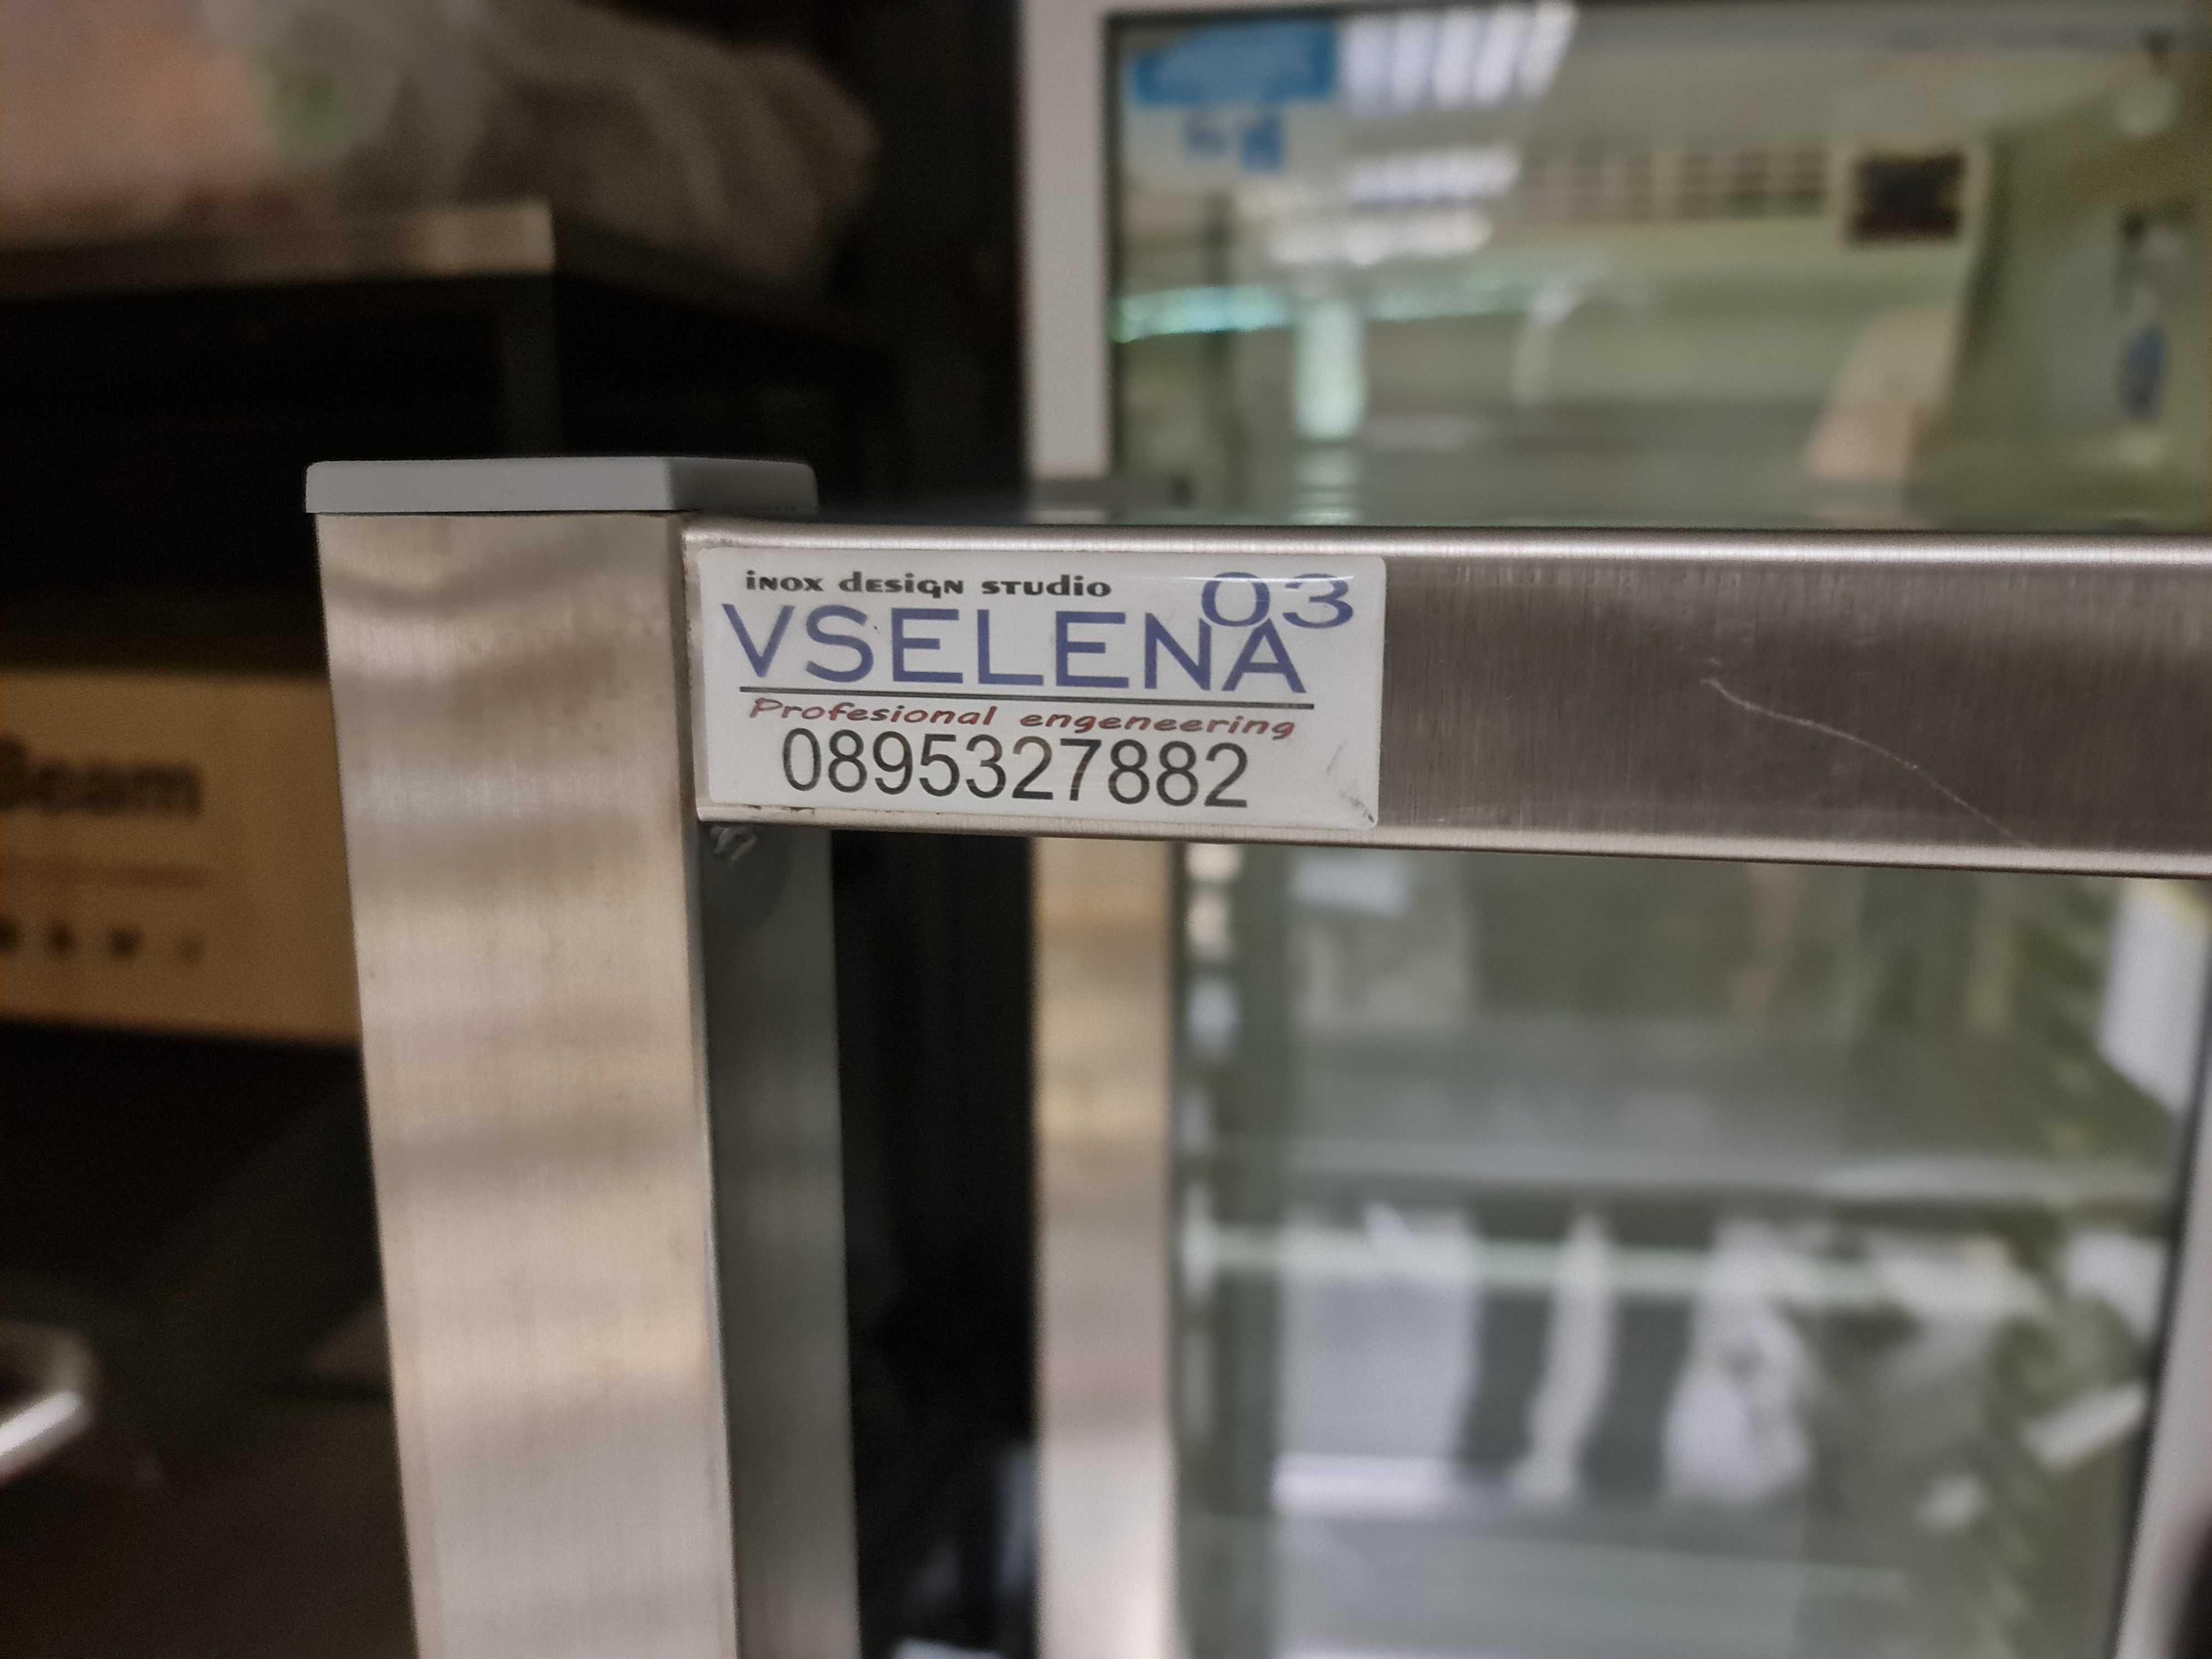 iNOX dESIGN STUdio
VSELENA 03
Profesional engeneering
0895327882